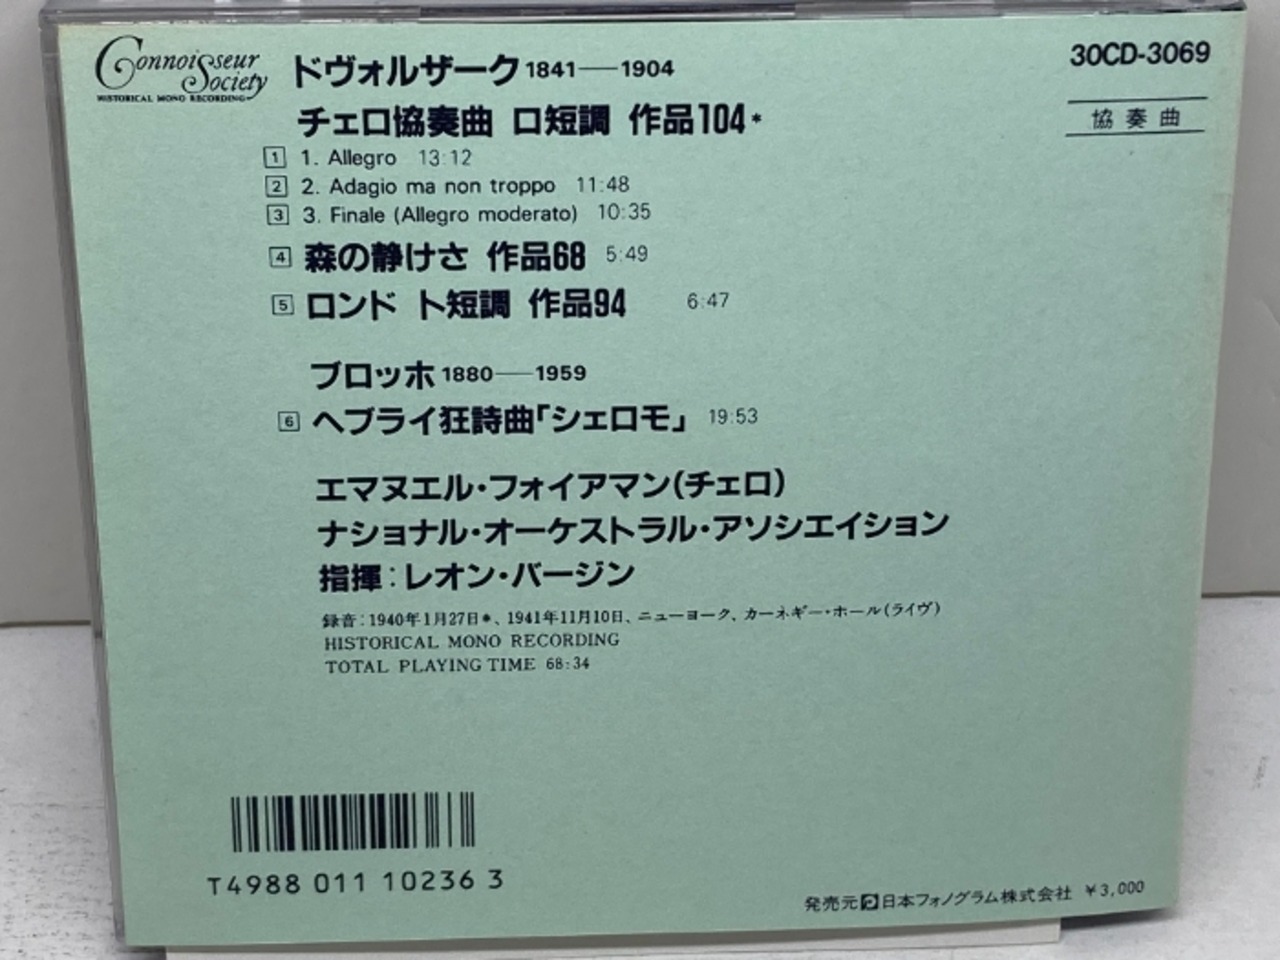 Connoisseur
Society
HISTORICAL MONO RECORDING
ドヴォルザーク 1841——1904
30CD-3069
協奏曲
チェロ協奏曲 ロ短調 作品104*
1 1. Allegro 13:12
2 2. Adagio ma non troppo 11:48
3 3. Finale (Allegro moderato) 10:35
4 森の静けさ 作品68 5:49
5 ロンド ト短調 作品94 6:47
ブロッホ 1880——1959
6 ヘブライ狂詩曲「シェロモ」 19:53
エマヌエル・フォイアマン(チェロ)
ナショナル・オーケストラル・アソシエイション
指揮:レオン・バージン
録音:1940年1月27日*、1941年11月10日、ニューヨーク、カーネギー・ホール(ライヴ)
HISTORICAL MONO RECORDING
TOTAL PLAYING TIME 68:34
T4988 011 10236 3
発売元 日本フォノグラム株式会社 ¥3,000